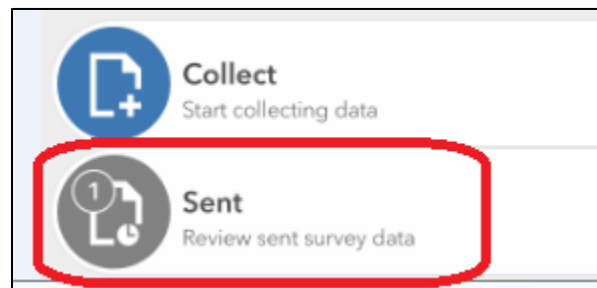 Collect
Start collecting data
1
Sent
Review sent survey data